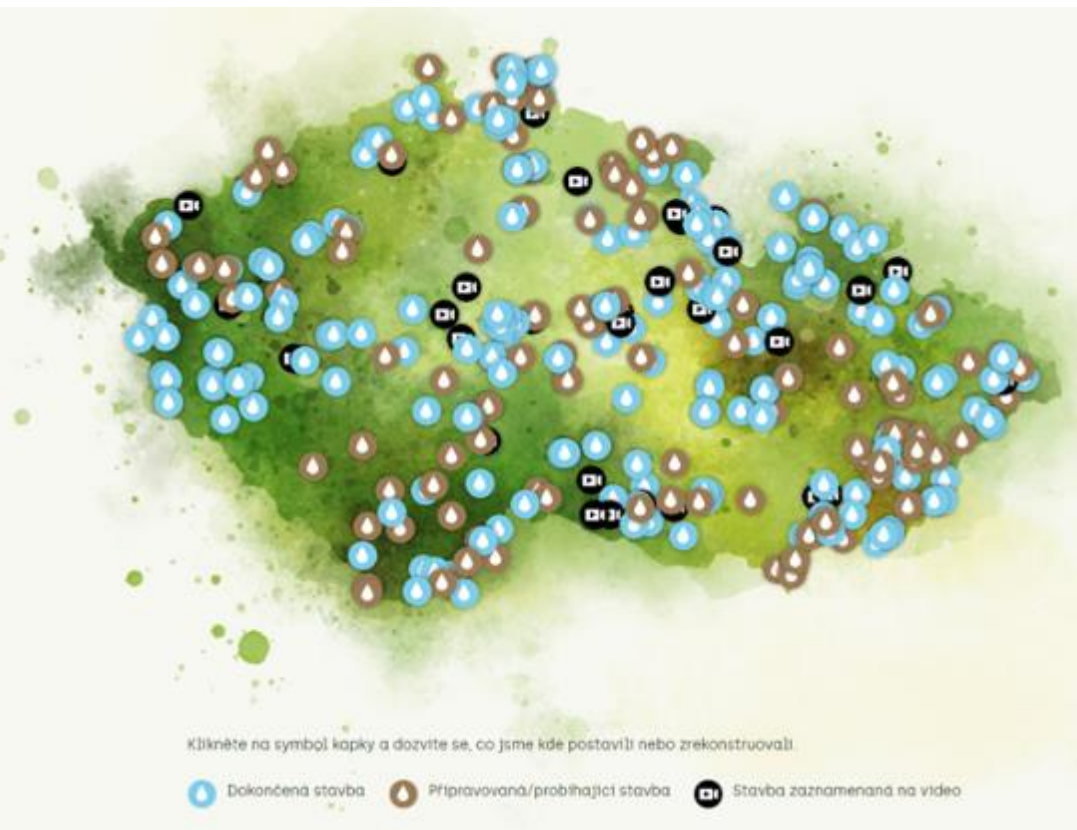 Klikněte na symbol kapky a dozvíte se, co jsme kde postavili nebo zrekonstruovali.
Dokončená stavba
Připravovaná/probíhající stavba
Stavba zaznamenaná na video